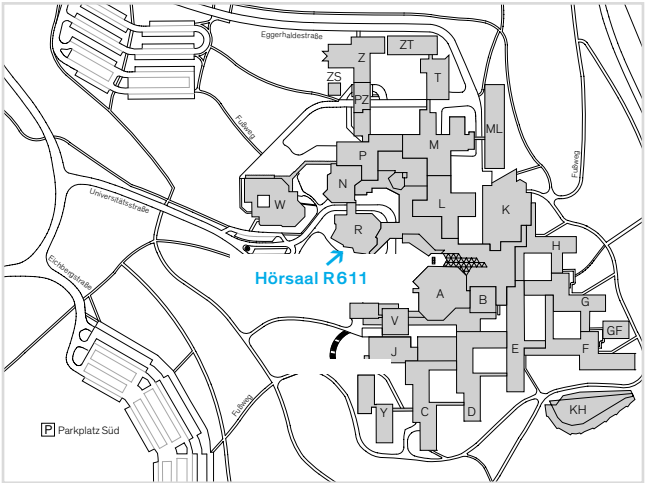 Eggerhaldestraße
ZT
Z
T
ZS
PZ
ML
Fußweg
M
Fußweg
P
N
Universitätsstraße
W
L
K
R
H
Eichbergstraße
Hörsaal R611
A
B
G
V
GF
J
E
F
Fußweg
KH
Y
C
D
P Parkplatz Süd